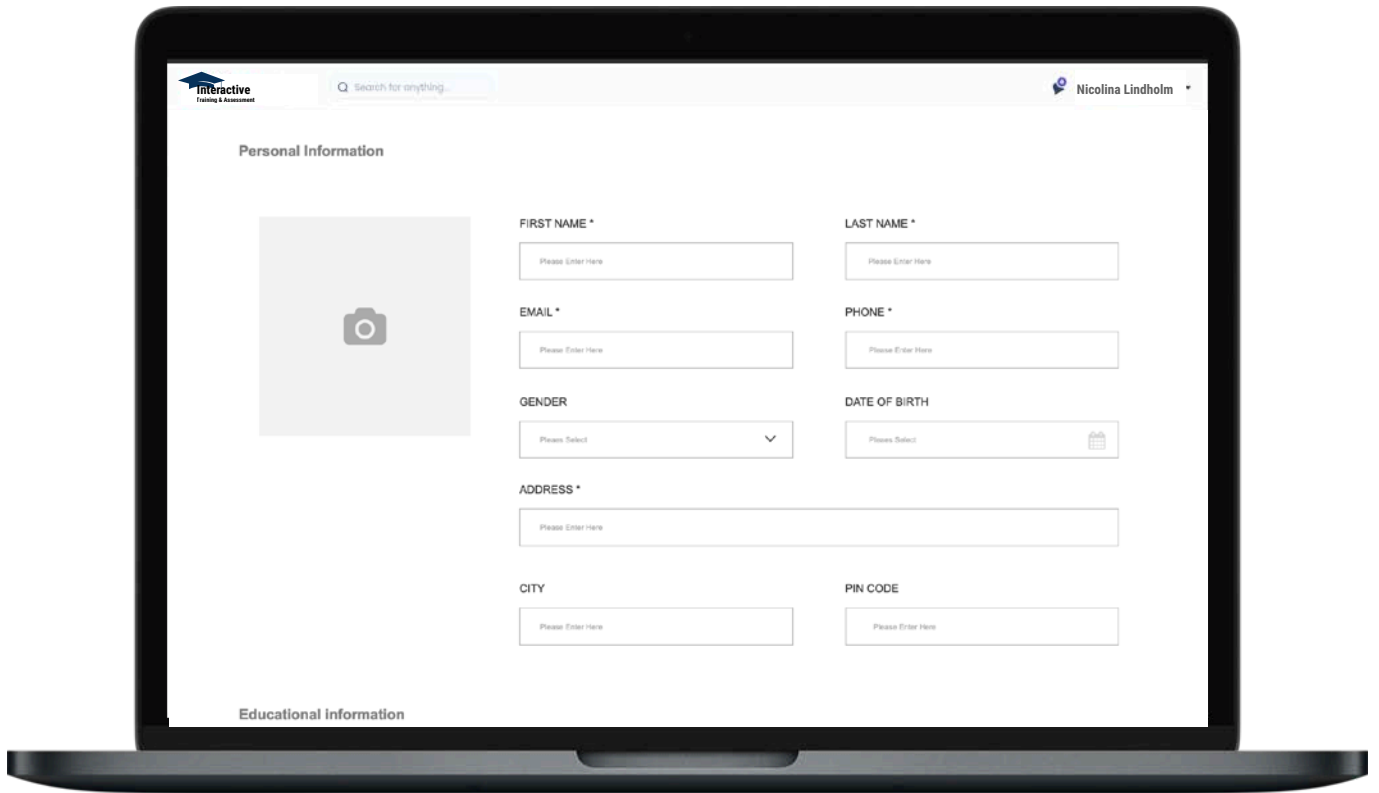 Interactive
Training & Assessment
Search for anything...
Nicolina Lindholm
Personal Information
FIRST NAME *
LAST NAME *
Please Enter Here
Please Enter Here
EMAIL *
PHONE *
Please Enter Here
Please Enter Here
GENDER
DATE OF BIRTH
Please Select
Please Select
ADDRESS *
Please Enter Here
CITY
PIN CODE
Please Enter Here
Please Enter Here
Educational information